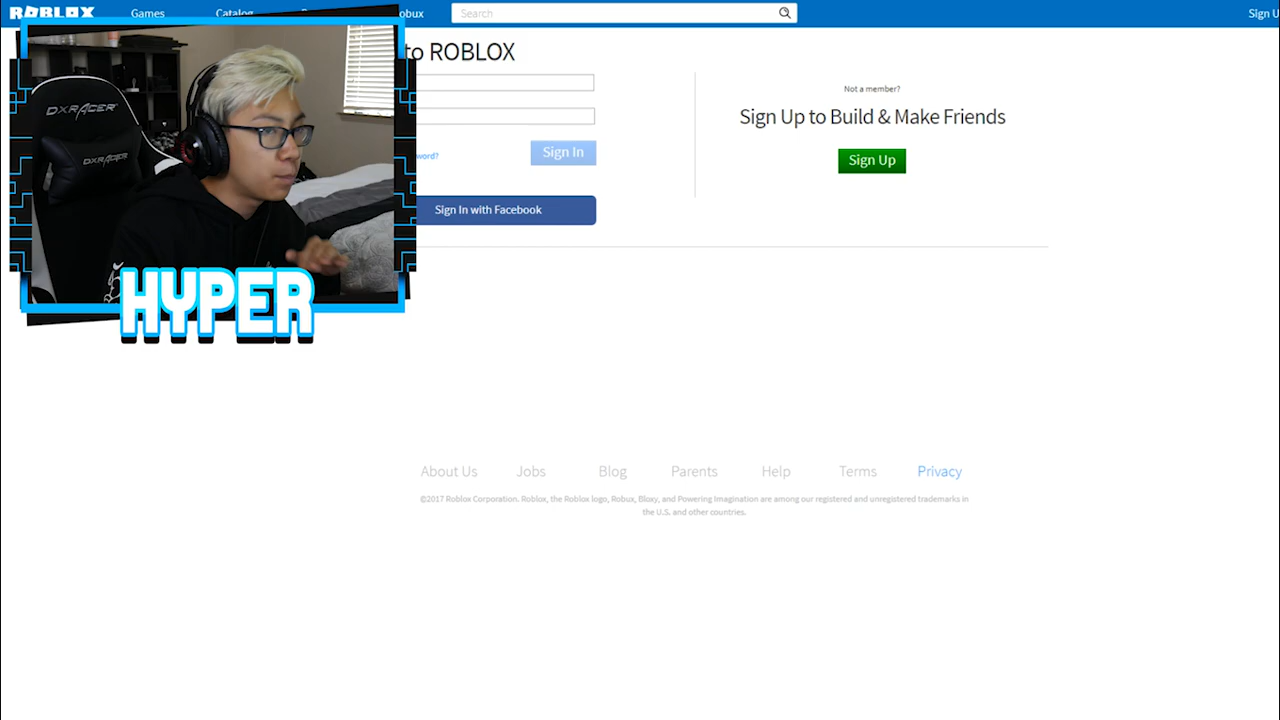 ROBLOX Games Catalog obux Search Sign U
to ROBLOX
Not a member?
Sign Up to Build & Make Friends
word?
Sign In
Sign Up
Sign In with Facebook
DXRACER
DXRACER
HYPER
About Us Jobs Blog Parents Help Terms Privacy
©2017 Roblox Corporation. Roblox, the Roblox logo, Robux, Bloxy, and Powering Imagination are among our registered and unregistered trademarks in
the U.S. and other countries.